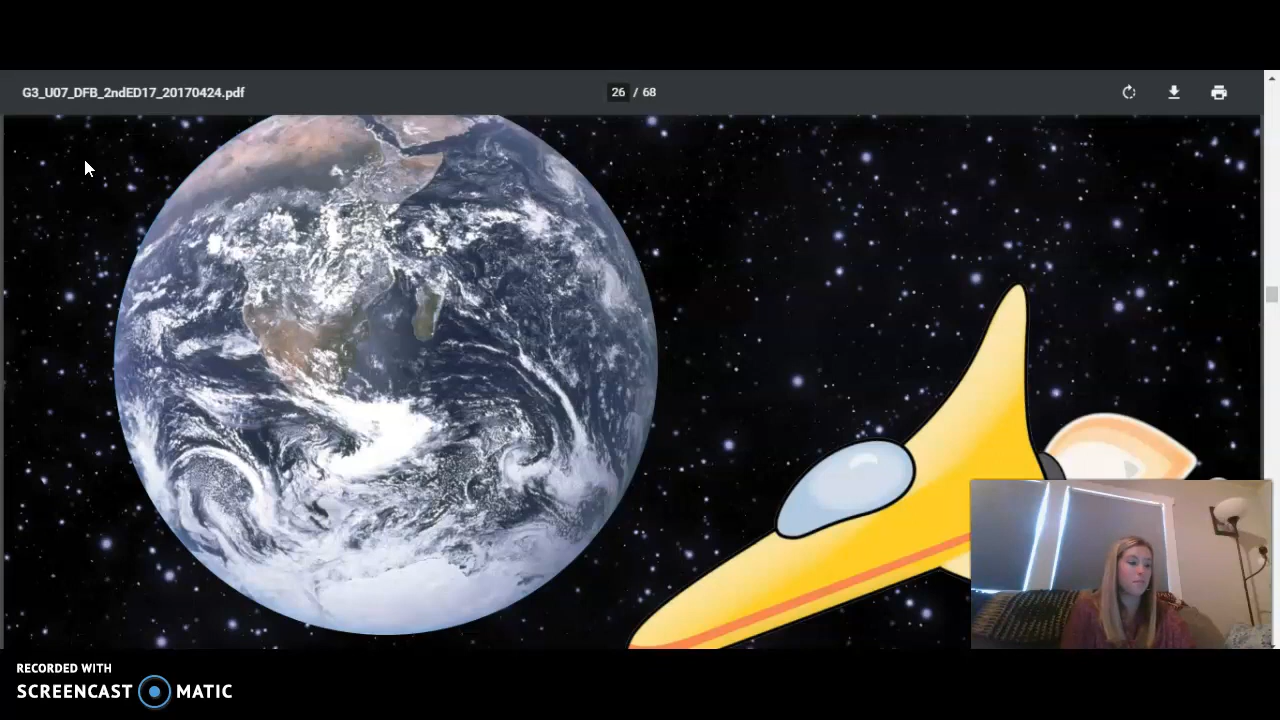 G3_U07_DFB_2ndED17_20170424.pdf
26 / 68
RECORDED WITH
SCREENCAST MATIC